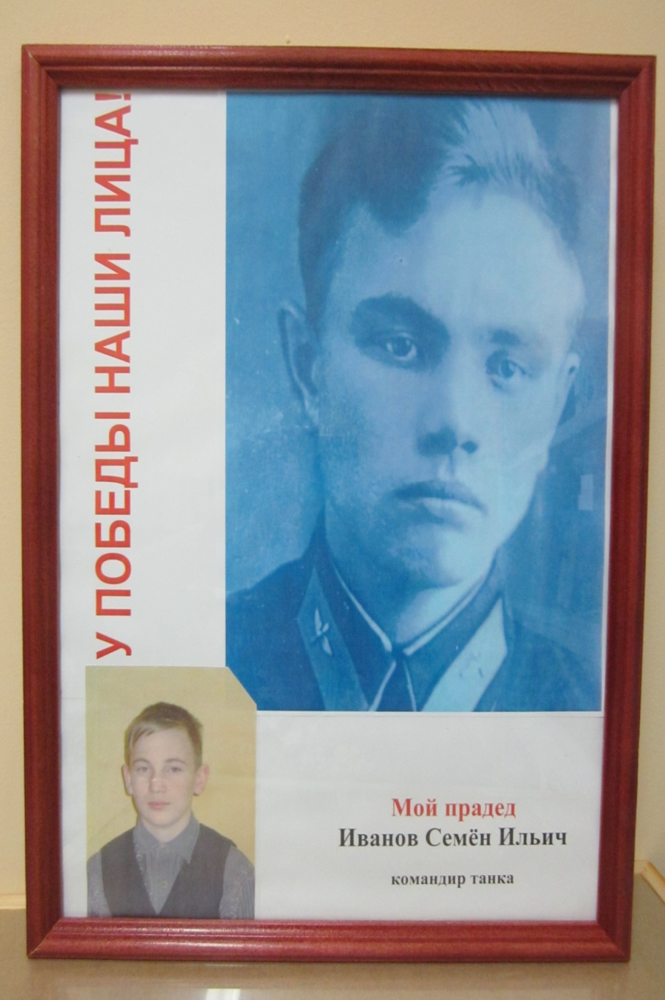 У ПОБЕДЫ НАШИ ЛИЦА!
Мой прадед
Иванов Семён Ильич
командир танка